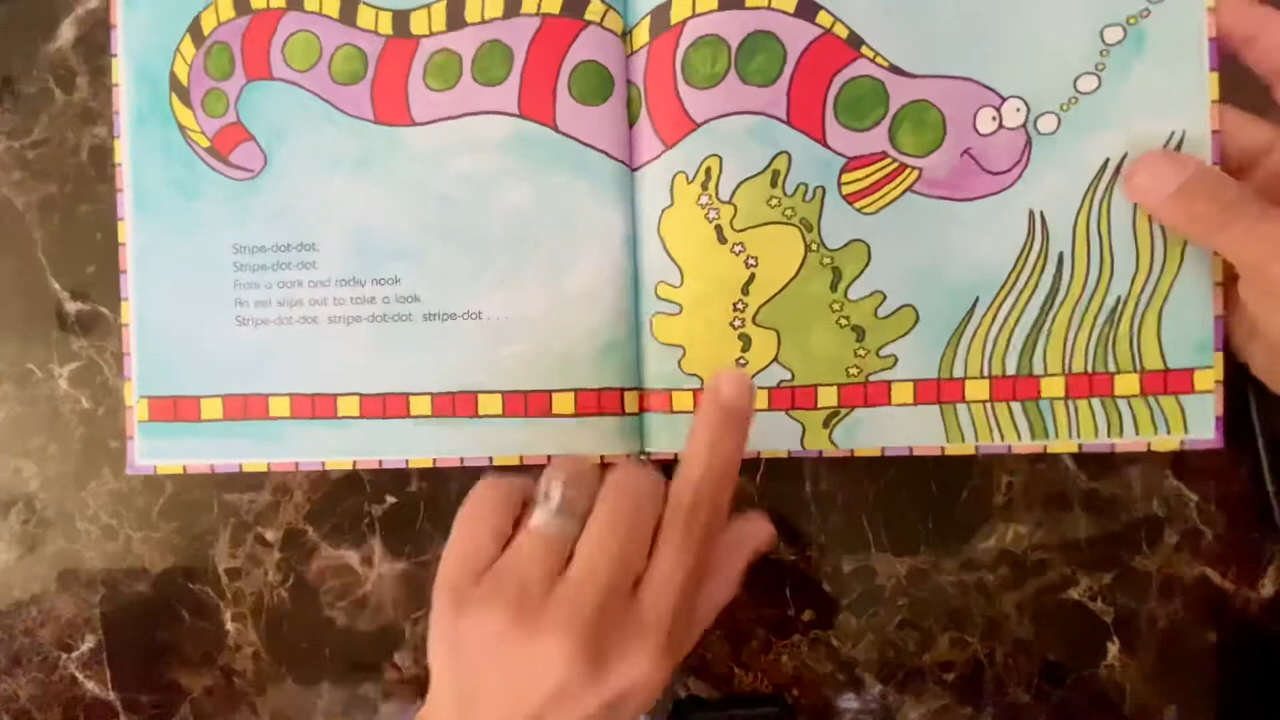 Stripe-dot-dot,
Stripe-dot-dot.
From a dark and rocky nook
An eel slips out to take a look.
Stripe-dot-dot, stripe-dot-dot, stripe-dot . . .